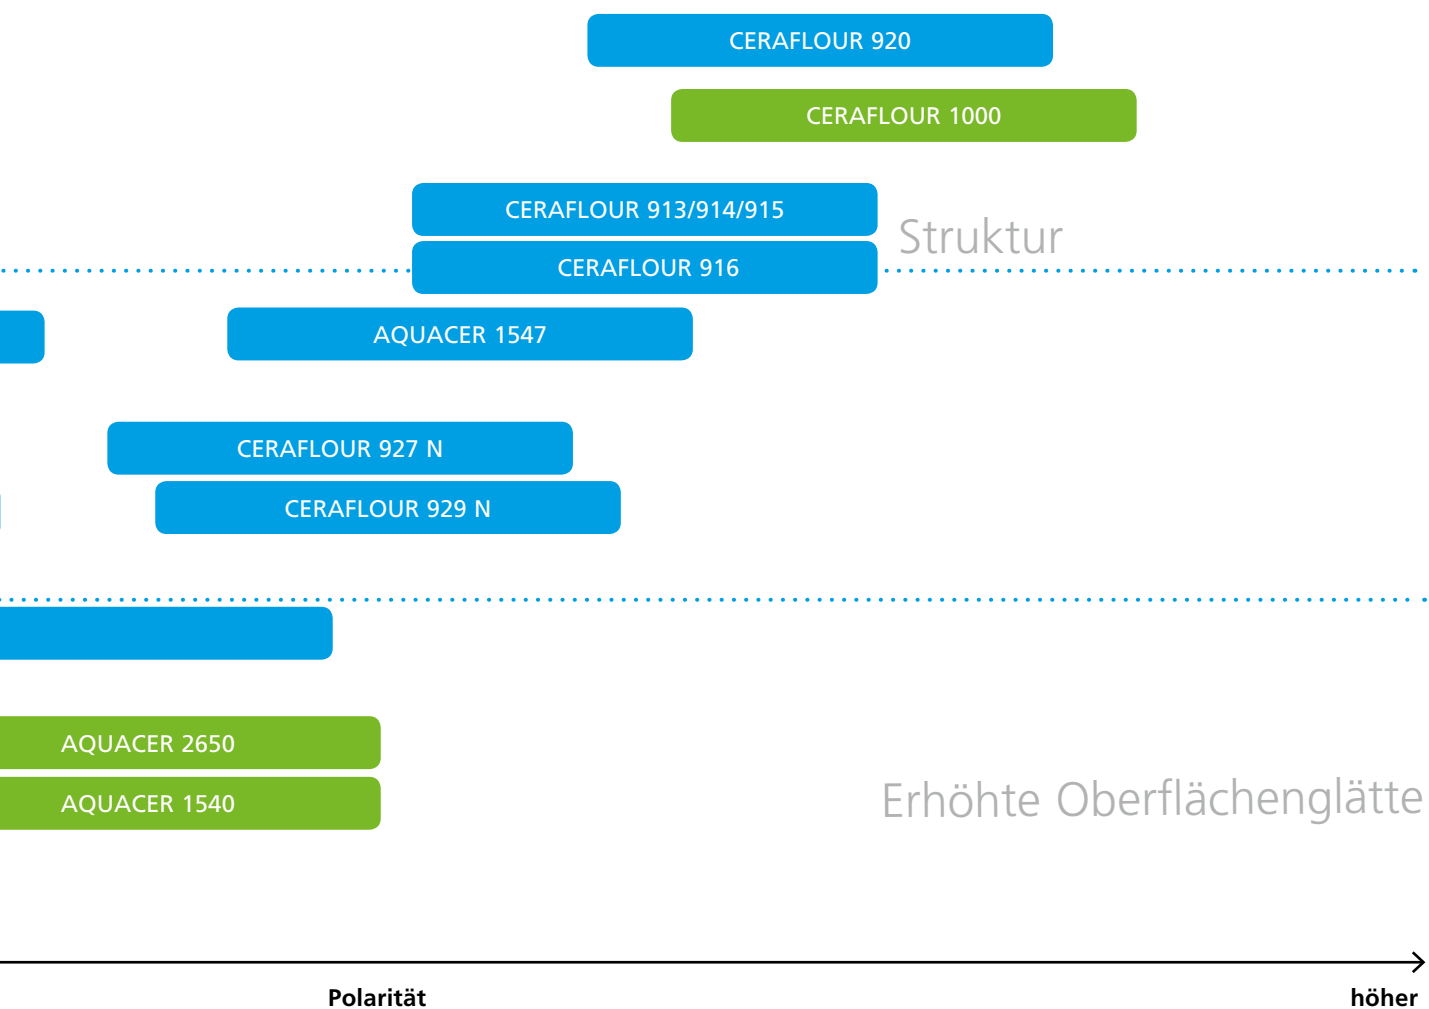 CERAFLOUR 920
CERAFLOUR 1000
CERAFLOUR 913/914/915
Struktur
CERAFLOUR 916
AQUACER 1547
CERAFLOUR 927 N
CERAFLOUR 929 N
AQUACER 2650
Erhöhte Oberflächenglätte
AQUACER 1540
Polarität
höher